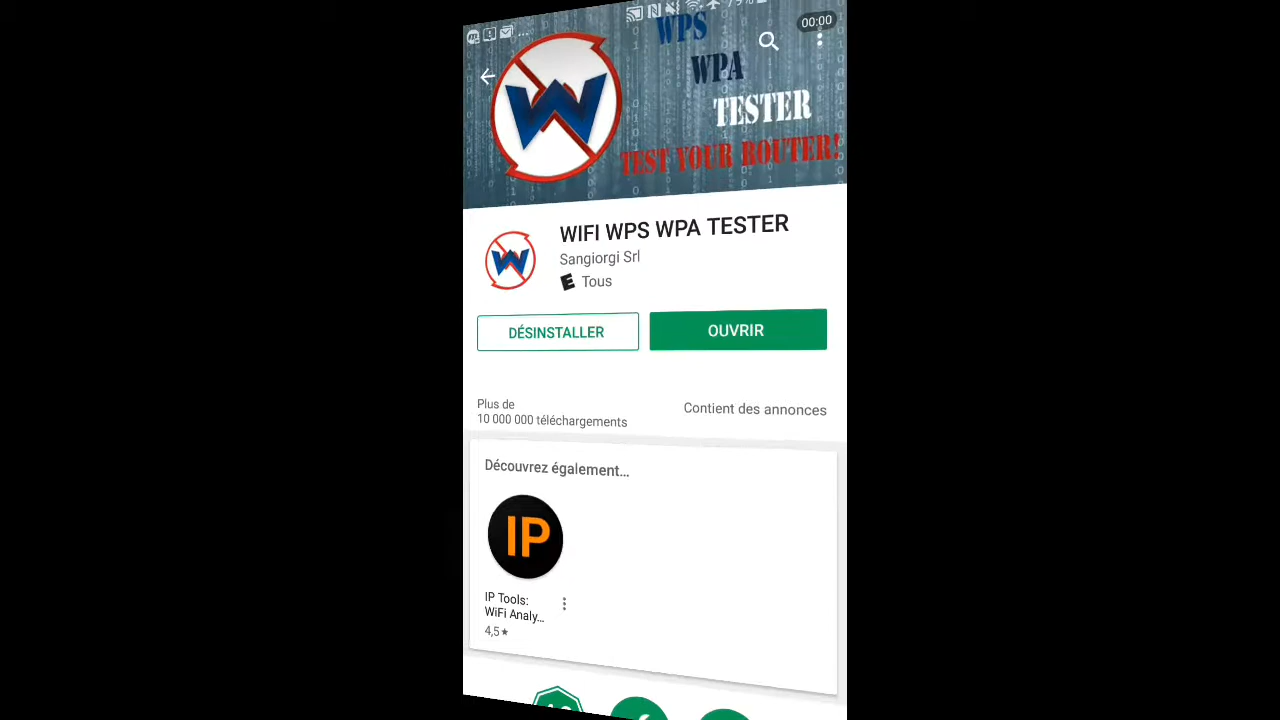 ...
79%
00:00
WPS
WPA
TESTER
TEST YOUR ROUTER!
W
WIFI WPS WPA TESTER
Sangiorgi Srl
E Tous
DÉSINSTALLER
OUVRIR
Plus de
10 000 000 téléchargements
Contient des annonces
Découvrez également...
IP
IP Tools:
WiFi Analy...
4,5★